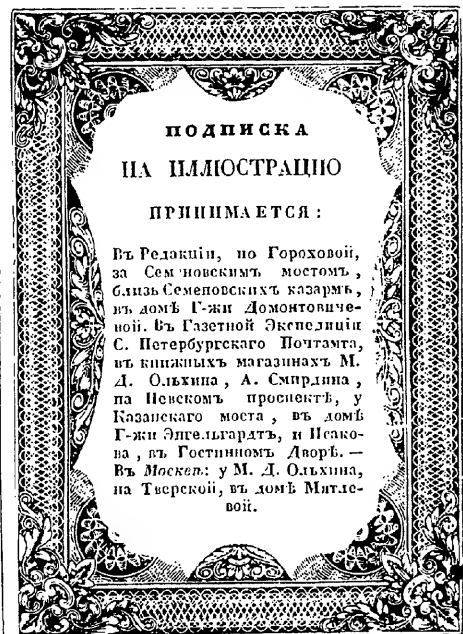 ПОДПИСКА
НА ИЛЛЮСТРАЦІЮ
ПРИНИМАЕТСЯ:
Въ Редакціи, по Гороховой,
за Семеновскимъ мостомъ,
близь Семеновскихъ казармъ,
въ домѣ Г-жи Домонтовиче-
вой. Въ Газетной Экспедиціи
С. Петербургскаго Почтамта,
въ книжныхъ магазинахъ М.
Д. Ольхина, А. Смирдина,
на Невскомъ проспектѣ, у
Казанскаго моста, въ домѣ
Г-жи Энгельгардтъ, и Исако-
ва, въ Гостинномъ Дворѣ. —
Въ Москвѣ: у М. Д. Ольхина,
на Тверской, въ домѣ Мятле-
вой.